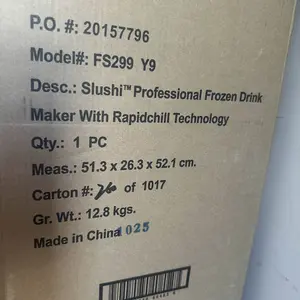 P.O. #: 20157796
Model#: FS299 Y9
Desc.: Slushi™ Professional Frozen Drink
Maker With Rapidchill Technology
Qty.: 1 PC
Meas.: 51.3 x 26.3 x 52.1 cm.
Carton #: of 1017
Gr. Wt.: 12.8 kgs.
Made in China 1025